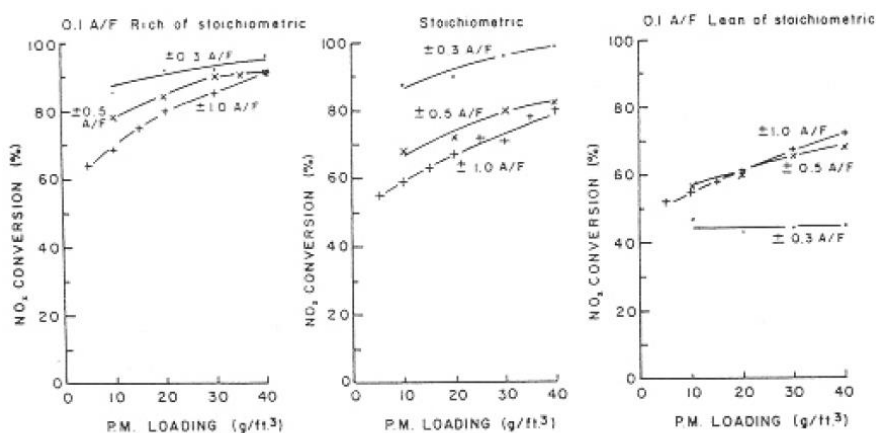 0.1 A/F Rich of stoichiometric
100
80
60
40
20
0
NOx CONVERSION (%)
±0.3 A/F
±0.5
A/F
±1.0 A/F
0 10 20 30 40
P.M. LOADING (g/ft.³)
Stoichiometric
100
80
60
40
20
0
NOx CONVERSION (%)
±0.3 A/F
±0.5 A/F
±1.0 A/F
0 10 20 30 40
P.M. LOADING (g/ft.³)
0.1 A/F Lean of stoichiometric
100
80
60
40
20
0
NOx CONVERSION (%)
±1.0 A/F
±0.5 A/F
±0.3 A/F
0 10 20 30 40
P.M. LOADING (g/ft.³)